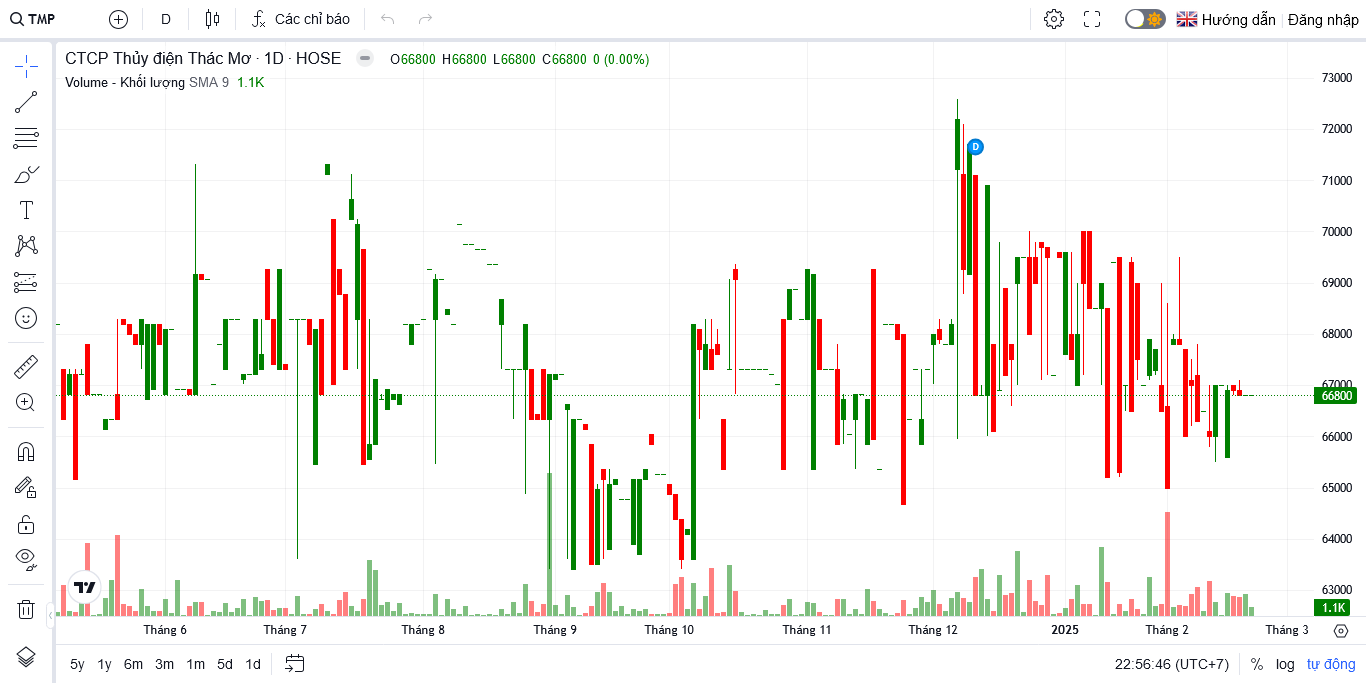 TMP D Các chỉ báo Hướng dẫn Đăng nhập
CTCP Thủy điện Thác Mơ · 1D · HOSE O66800 H66800 L66800 C66800 0 (0.00%)
Volume - Khối lượng SMA 9 1.1K
D
73000
72000
71000
70000
69000
68000
67000
66800
66000
65000
64000
63000
1.1K
Tháng 6 Tháng 7 Tháng 8 Tháng 9 Tháng 10 Tháng 11 Tháng 12 2025 Tháng 2 Tháng 3
5y 1y 6m 3m 1m 5d 1d 22:56:46 (UTC+7) % log tự động